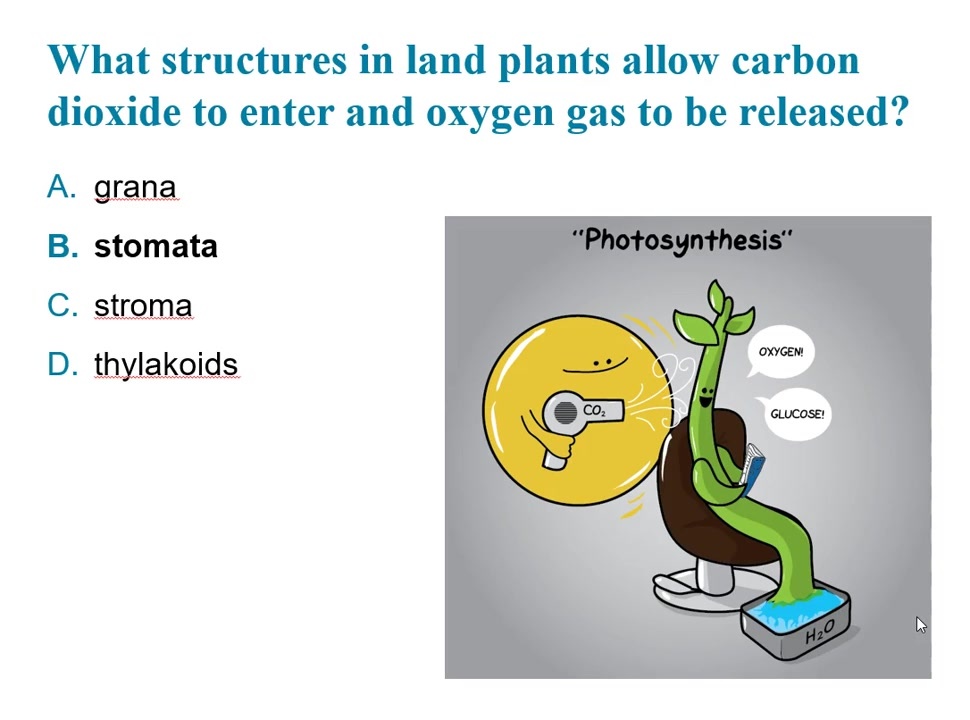 What structures in land plants allow carbon
dioxide to enter and oxygen gas to be released?
A. grana
B. stomata
C. stroma
D. thylakoids
"Photosynthesis"
OXYGEN!
CO₂
GLUCOSE!
H₂O